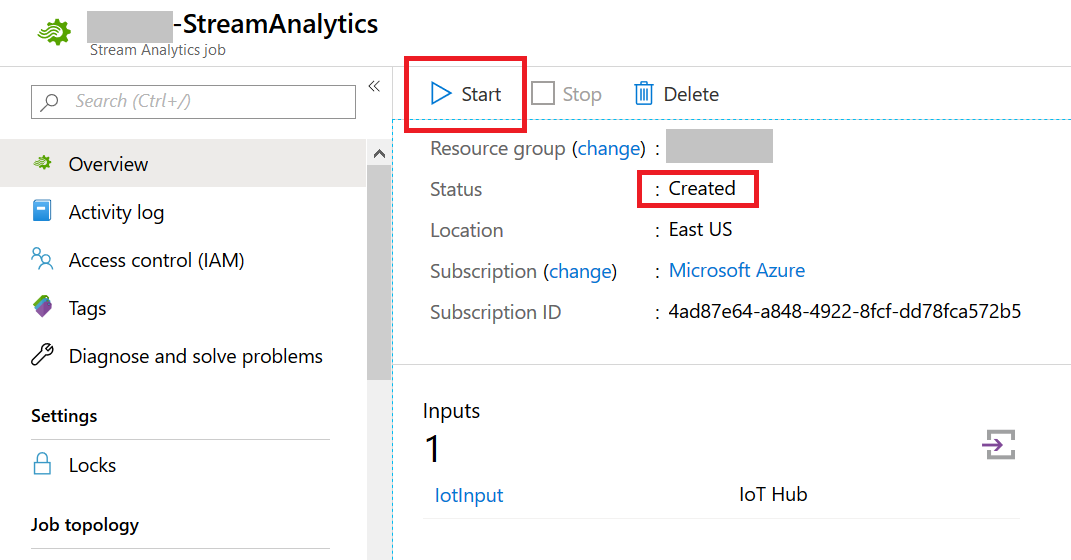 -StreamAnalytics
Stream Analytics job
Search (Ctrl+/)
«
Overview
Activity log
Access control (IAM)
Tags
Diagnose and solve problems
Settings
Locks
Job topology
Start Stop Delete
Resource group (change) :
Status : Created
Location : East US
Subscription (change) : Microsoft Azure
Subscription ID : 4ad87e64-a848-4922-8fcf-dd78fca572b5
Inputs
1
IotInput IoT Hub